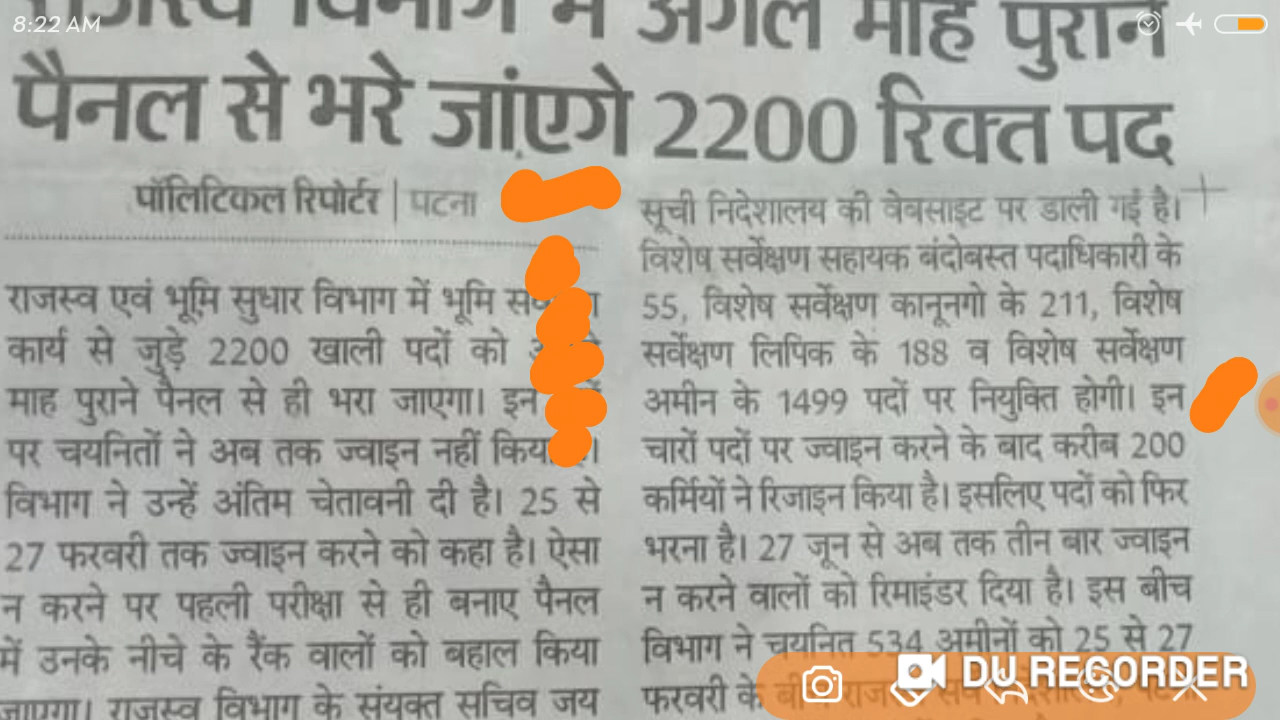 8:22 AM
राजस्व विभाग में अगले माह पुराने
पैनल से भरे जांएगे 2200 रिक्त पद
पॉलिटिकल रिपोर्टर | पटना
राजस्व एवं भूमि सुधार विभाग में भूमि
कार्य से जुड़े 2200 खाली पदों को
माह पुराने पैनल से ही भरा जाएगा। इन
पर चयनितों ने अब तक ज्वाइन नहीं
विभाग ने उन्हें अंतिम चेतावनी दी है। 25 से
27 फरवरी तक ज्वाइन करने को कहा है। ऐसा
न करने पर पहली परीक्षा से ही बनाए पैनल
में उनके नीचे के रैंक वालों को बहाल किया
जाएगा। राजस्व विभाग के संयुक्त सचिव जय
सूची निदेशालय की वेबसाइट पर डाली गई है।
विशेष सर्वेक्षण सहायक बंदोबस्त पदाधिकारी के
55, विशेष सर्वेक्षण कानूनगो के 211, विशेष
सर्वेक्षण लिपिक के 188 व विशेष सर्वेक्षण
अमीन के 1499 पदों पर नियुक्ति होगी। इन
चारों पदों पर ज्वाइन करने के बाद करीब 200
कर्मियों ने रिजाइन किया है। इसलिए पदों को फिर
भरना है। 27 जून से अब तक तीन बार ज्वाइन
न करने वालों को रिमाइंडर दिया है। इस बीच
विभाग ने चयनित 534 अमीनों को 25 से 27
फरवरी के
DU RECORDER